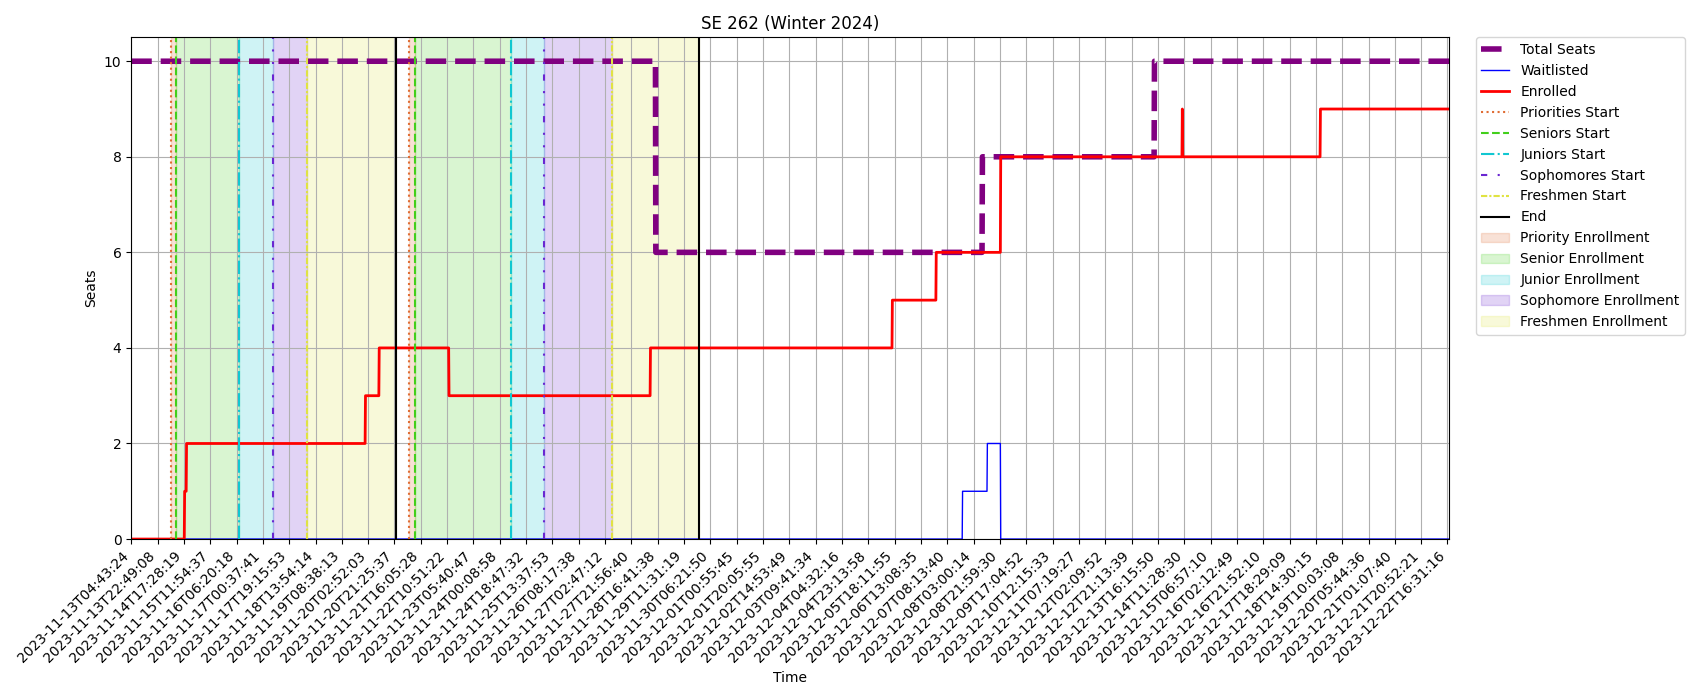 SE 262 (Winter 2024)
Seats
10
8
6
4
2
0
2023-11-13T04:43:24
2023-11-13T22:49:08
2023-11-14T17:28:19
2023-11-15T11:54:37
2023-11-16T06:20:18
2023-11-17T00:37:41
2023-11-17T19:15:53
2023-11-18T13:54:14
2023-11-19T08:38:13
2023-11-20T02:52:03
2023-11-20T21:25:37
2023-11-21T16:05:28
2023-11-22T10:51:22
2023-11-23T05:40:47
2023-11-24T00:08:58
2023-11-24T18:47:32
2023-11-25T13:37:53
2023-11-26T08:17:38
2023-11-27T02:47:12
2023-11-27T21:56:40
2023-11-28T16:41:38
2023-11-29T11:31:19
2023-11-30T06:21:50
2023-12-01T00:55:45
2023-12-01T20:05:55
2023-12-02T14:53:49
2023-12-03T09:41:34
2023-12-04T04:32:16
2023-12-04T23:13:58
2023-12-05T18:11:55
2023-12-06T13:08:35
2023-12-07T08:13:40
2023-12-08T03:00:14
2023-12-08T21:59:30
2023-12-09T17:04:52
2023-12-10T12:15:33
2023-12-11T07:19:27
2023-12-12T02:09:52
2023-12-12T21:13:39
2023-12-13T16:15:50
2023-12-14T11:28:30
2023-12-15T06:57:10
2023-12-16T02:12:49
2023-12-16T21:52:10
2023-12-17T18:29:09
2023-12-18T14:30:15
2023-12-19T10:03:08
2023-12-20T05:44:36
2023-12-21T01:07:40
2023-12-21T20:52:21
2023-12-22T16:31:16
Time
Total Seats
Waitlisted
Enrolled
Priorities Start
Seniors Start
Juniors Start
Sophomores Start
Freshmen Start
End
Priority Enrollment
Senior Enrollment
Junior Enrollment
Sophomore Enrollment
Freshmen Enrollment